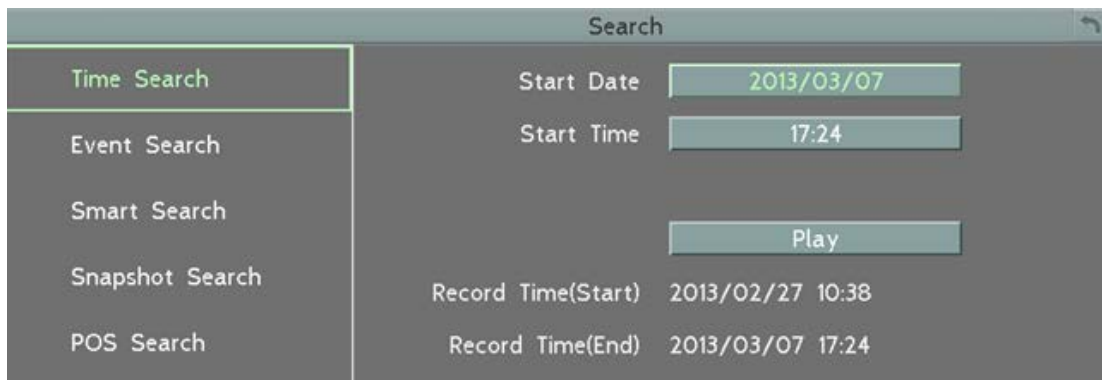 Search
Time Search
Event Search
Smart Search
Snapshot Search
POS Search
Start Date 2013/03/07
Start Time 17:24
Play
Record Time(Start) 2013/02/27 10:38
Record Time(End) 2013/03/07 17:24